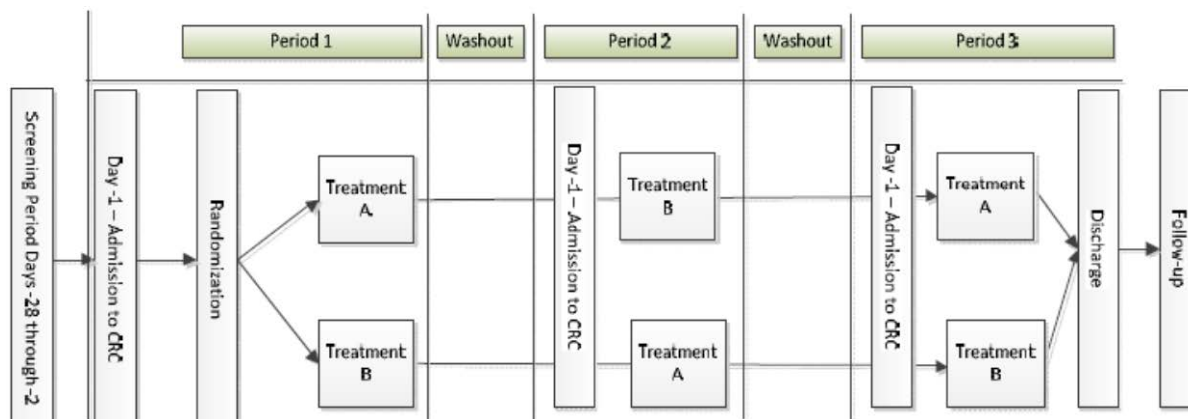 Period 1
Washout
Period 2
Washout
Period 3
Screening Period Days -28 through -2
Day -1 – Admission to CRC
Randomization
Treatment
A
Treatment
B
Day -1 – Admission to CRC
Treatment
B
Treatment
A
Day -1 – Admission to CRC
Treatment
A
Treatment
B
Discharge
Follow-up